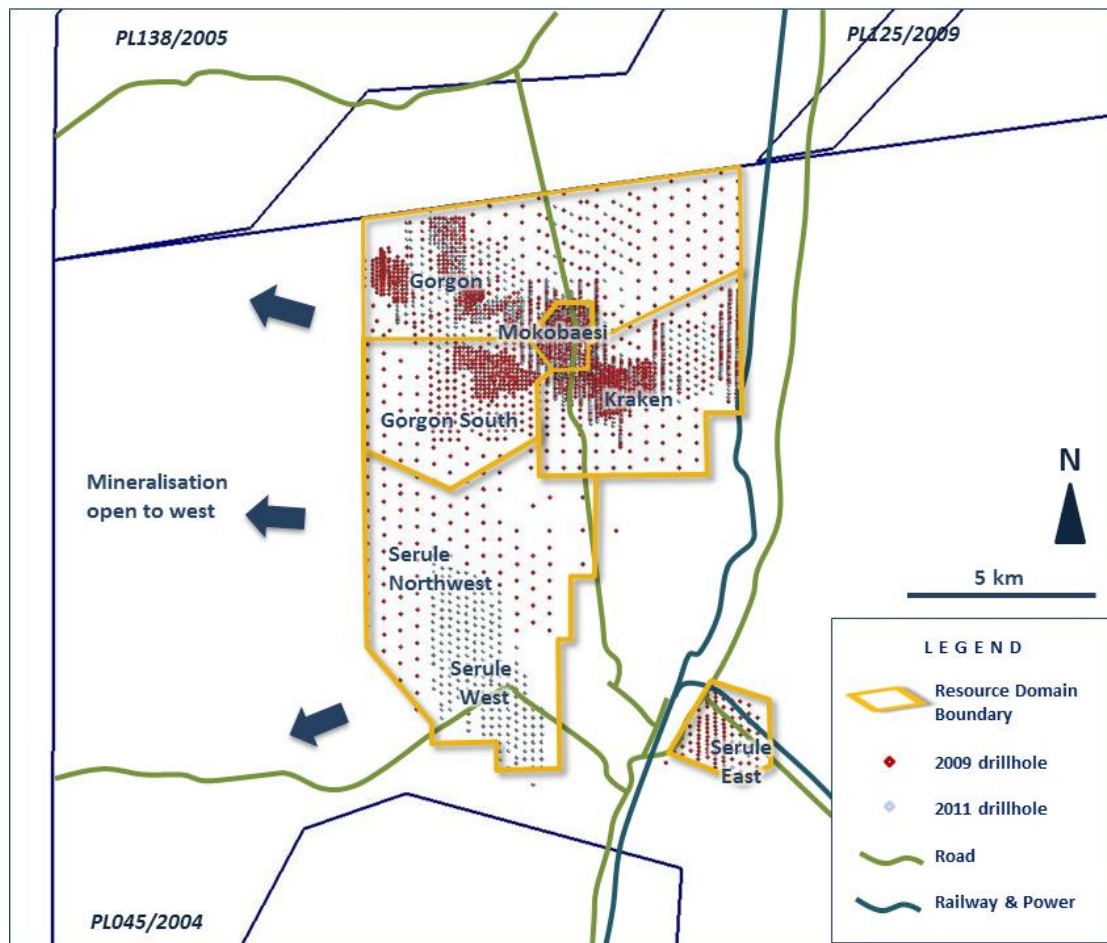 PL138/2005
PL125/2009
Gorgon
Mokobaesi
Kraken
Gorgon South
Mineralisation
open to west
N
Serule
Northwest
5 km
Serule
West
Serule
East
LEGEND
Resource Domain
Boundary
2009 drillhole
2011 drillhole
Road
Railway & Power
PL045/2004